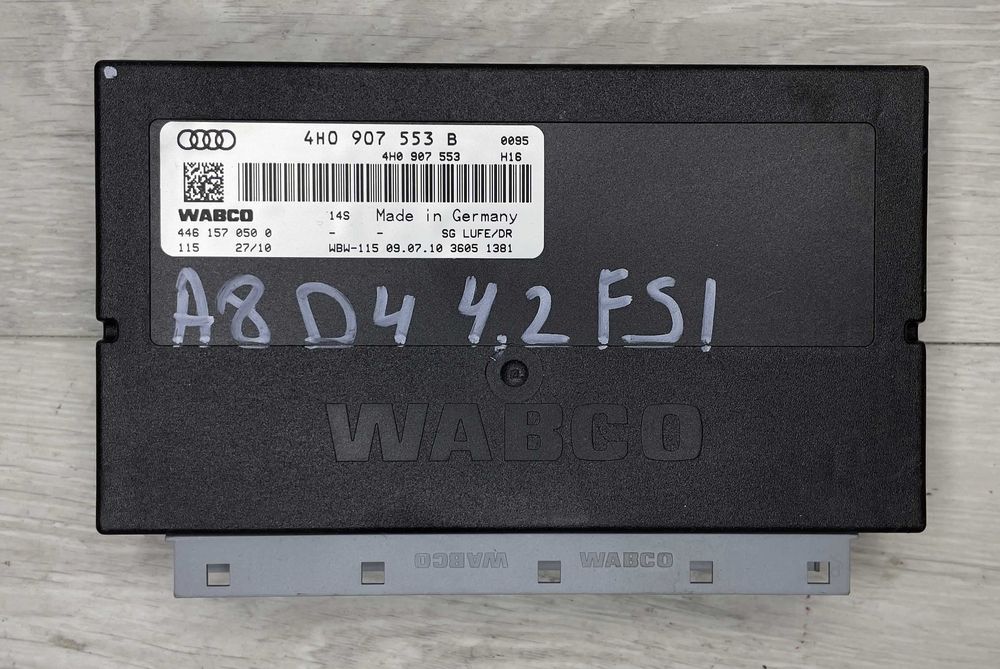 4H0 907 553 B 0095
4H0 907 553 H16
WABCO 14S Made in Germany
446 157 050 0 - - SG LUFE/DR
115 27/10 WBW-115 09.07.10 3605 1381
A8 D4 4.2 FSI
WABCO
WABCO WABCO